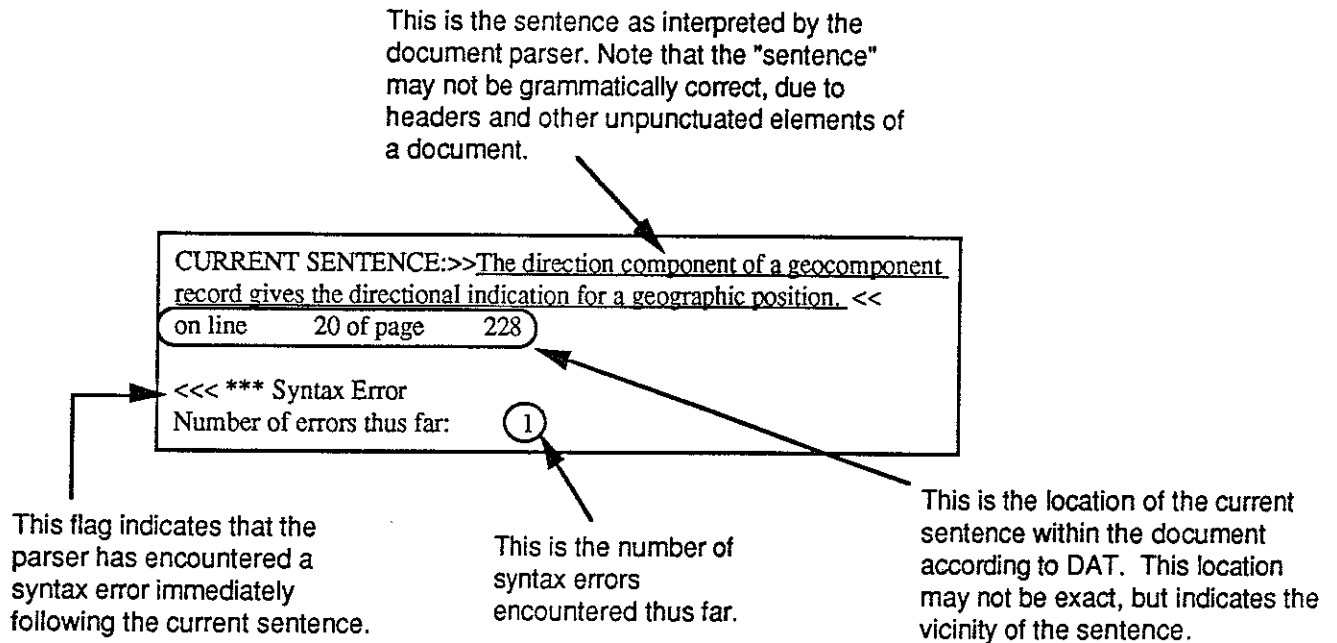 This is the sentence as interpreted by the
document parser. Note that the "sentence"
may not be grammatically correct, due to
headers and other unpunctuated elements of
a document.
CURRENT SENTENCE:>>The direction component of a geocomponent
record gives the directional indication for a geographic position. <<
on line 20 of page 228
<<< *** Syntax Error
Number of errors thus far: 1
This flag indicates that the
parser has encountered a
syntax error immediately
following the current sentence.
This is the number of
syntax errors
encountered thus far.
This is the location of the current
sentence within the document
according to DAT. This location
may not be exact, but indicates the
vicinity of the sentence.